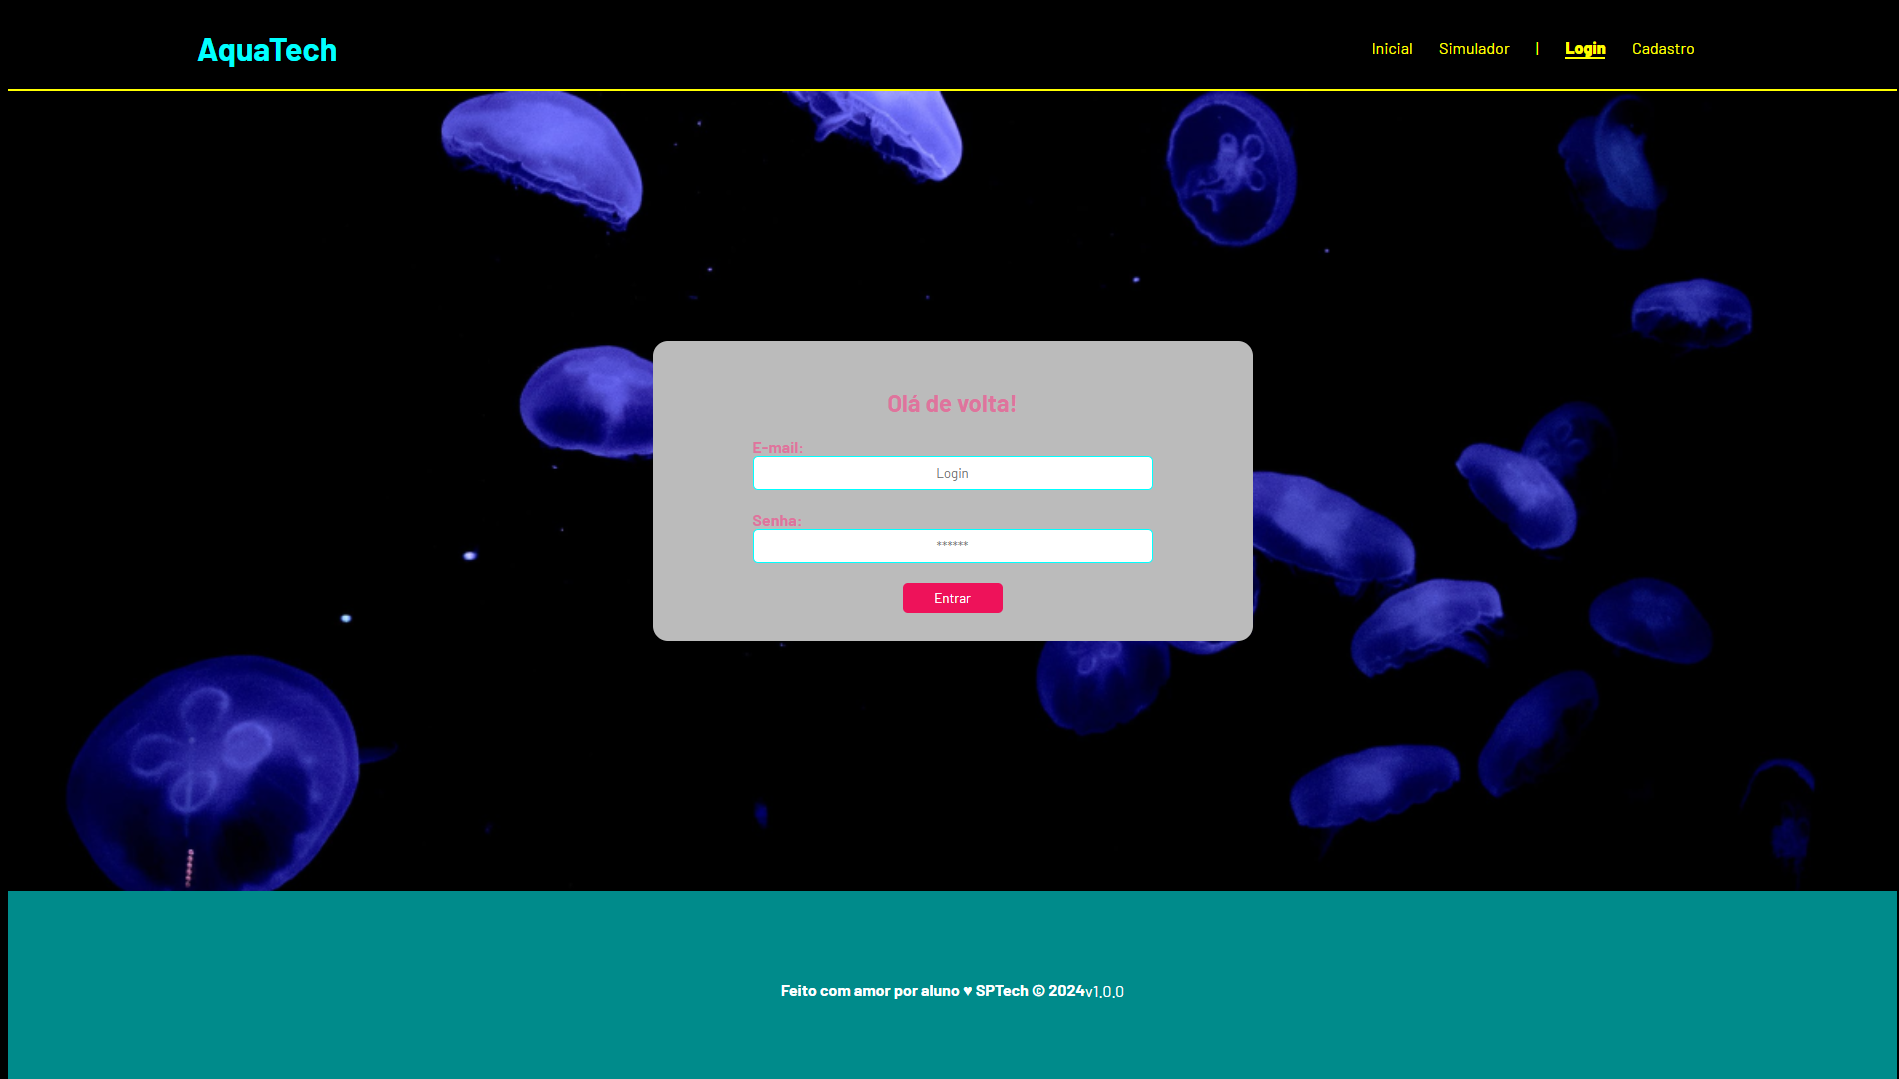 AquaTech
Inicial Simulador | Login Cadastro
Olá de volta!
E-mail:
Login
Senha:
******
Entrar
Feito com amor por aluno ♥ SPTech © 2024v1.0.0